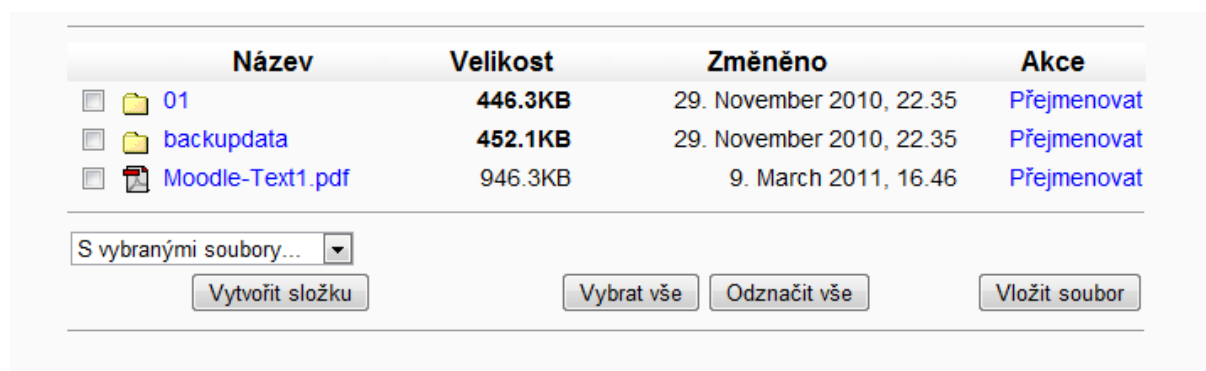 Název Velikost Změněno Akce
01 446.3KB 29. November 2010, 22.35 Přejmenovat
backupdata 452.1KB 29. November 2010, 22.35 Přejmenovat
Moodle-Text1.pdf 946.3KB 9. March 2011, 16.46 Přejmenovat
S vybranými soubory...
Vytvořit složku Vybrat vše Odznačit vše Vložit soubor